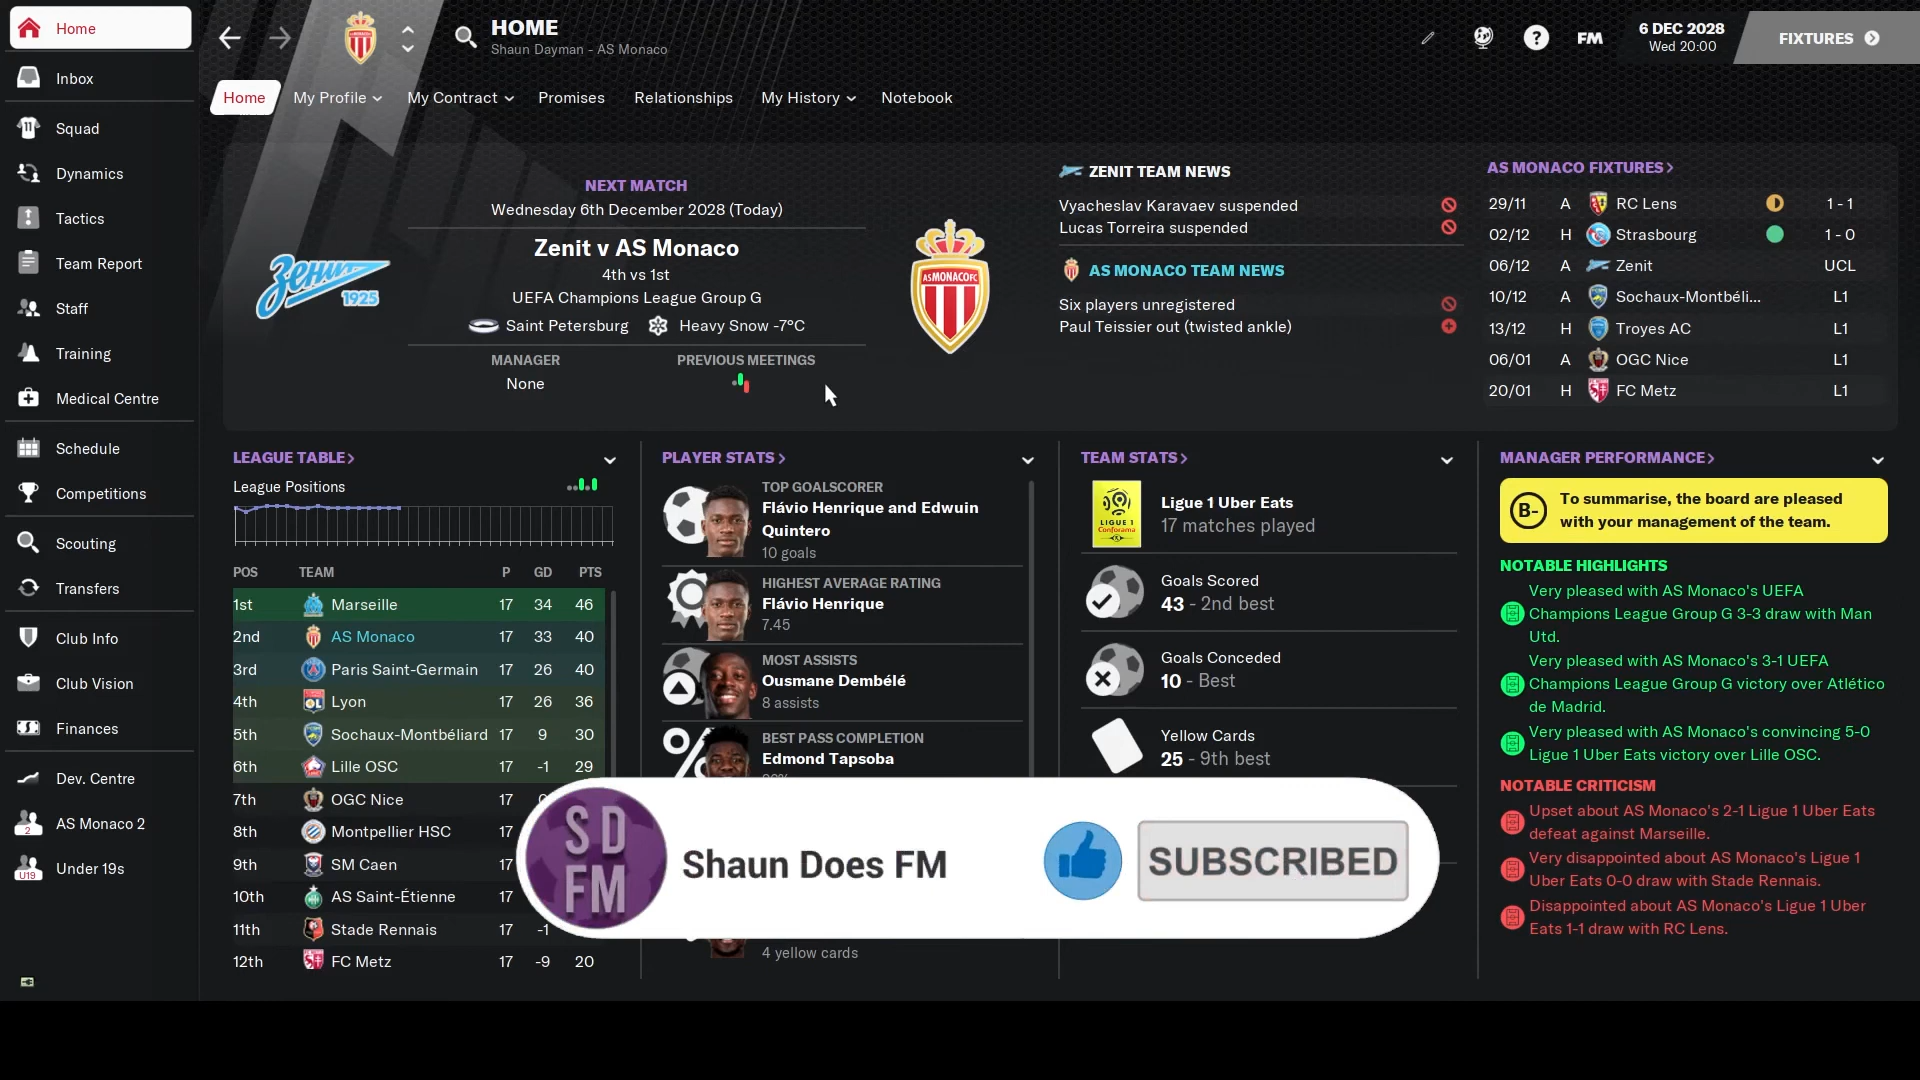 Home
Inbox
Squad
Dynamics
Tactics
Team Report
Staff
Training
Medical Centre
Schedule
Competitions
Scouting
Transfers
Club Info
Club Vision
Finances
Dev. Centre
2 AS Monaco 2
U19 Under 19s
HOME
Shaun Dayman - AS Monaco
? FM
6 DEC 2028
Wed 20:00
FIXTURES
Home My Profile My Contract Promises Relationships My History Notebook
NEXT MATCH
Wednesday 6th December 2028 (Today)
Zenit v AS Monaco
4th vs 1st
UEFA Champions League Group G
Saint Petersburg Heavy Snow -7°C
MANAGER PREVIOUS MEETINGS
None
Зенит
1925
AS MONACO FC
ZENIT TEAM NEWS
Vyacheslav Karavaev suspended
Lucas Torreira suspended
AS MONACO TEAM NEWS
Six players unregistered
Paul Teissier out (twisted ankle)
AS MONACO FIXTURES
29/11 A RC Lens 1 - 1
02/12 H Strasbourg 1 - 0
06/12 A Zenit UCL
10/12 A Sochaux-Montbéli... L1
13/12 H Troyes AC L1
06/01 A OGC Nice L1
20/01 H FC Metz L1
LEAGUE TABLE
League Positions
POS TEAM P GD PTS
1st Marseille 17 34 46
2nd AS Monaco 17 33 40
3rd Paris Saint-Germain 17 26 40
4th Lyon 17 26 36
5th Sochaux-Montbéliard 17 9 30
6th Lille OSC 17 -1 29
7th OGC Nice 17
8th Montpellier HSC 17
9th SM Caen 17
10th AS Saint-Étienne 17
11th Stade Rennais 17 -1
12th FC Metz 17 -9 20
PLAYER STATS
TOP GOALSCORER
Flávio Henrique and Edwuin
Quintero
10 goals
HIGHEST AVERAGE RATING
Flávio Henrique
7.45
MOST ASSISTS
Ousmane Dembélé
8 assists
BEST PASS COMPLETION
Edmond Tapsoba
4 yellow cards
TEAM STATS
LIGUE 1
Conforama
Ligue 1 Uber Eats
17 matches played
Goals Scored
43 - 2nd best
Goals Conceded
10 - Best
Yellow Cards
25 - 9th best
MANAGER PERFORMANCE
B-
To summarise, the board are pleased
with your management of the team.
NOTABLE HIGHLIGHTS
Very pleased with AS Monaco's UEFA
Champions League Group G 3-3 draw with Man
Utd.
Very pleased with AS Monaco's 3-1 UEFA
Champions League Group G victory over Atlético
de Madrid.
Very pleased with AS Monaco's convincing 5-0
Ligue 1 Uber Eats victory over Lille OSC.
NOTABLE CRITICISM
Upset about AS Monaco's 2-1 Ligue 1 Uber Eats
defeat against Marseille.
Very disappointed about AS Monaco's Ligue 1
Uber Eats 0-0 draw with Stade Rennais.
Disappointed about AS Monaco's Ligue 1 Uber
Eats 1-1 draw with RC Lens.
SD
FM
Shaun Does FM
SUBSCRIBED